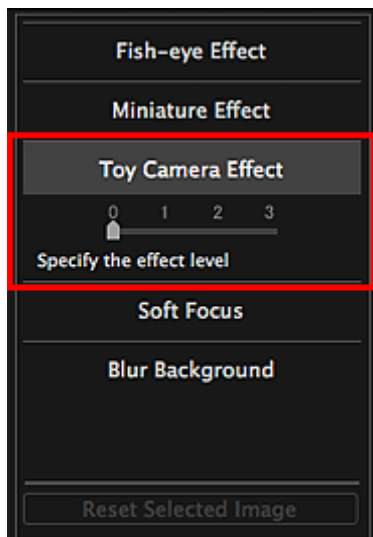 Fish-eye Effect
Miniature Effect
Toy Camera Effect
0 1 2 3
Specify the effect level
Soft Focus
Blur Background
Reset Selected Image